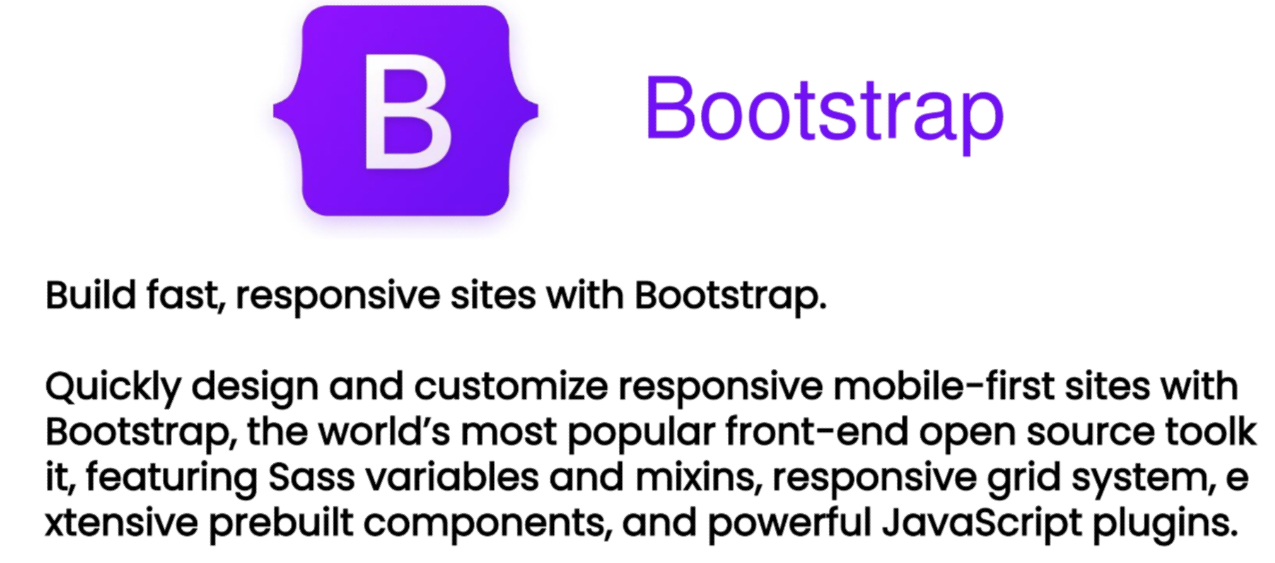 B
Bootstrap
Build fast, responsive sites with Bootstrap.
Quickly design and customize responsive mobile-first sites with
Bootstrap, the world’s most popular front-end open source toolk
it, featuring Sass variables and mixins, responsive grid system, e
xtensive prebuilt components, and powerful JavaScript plugins.